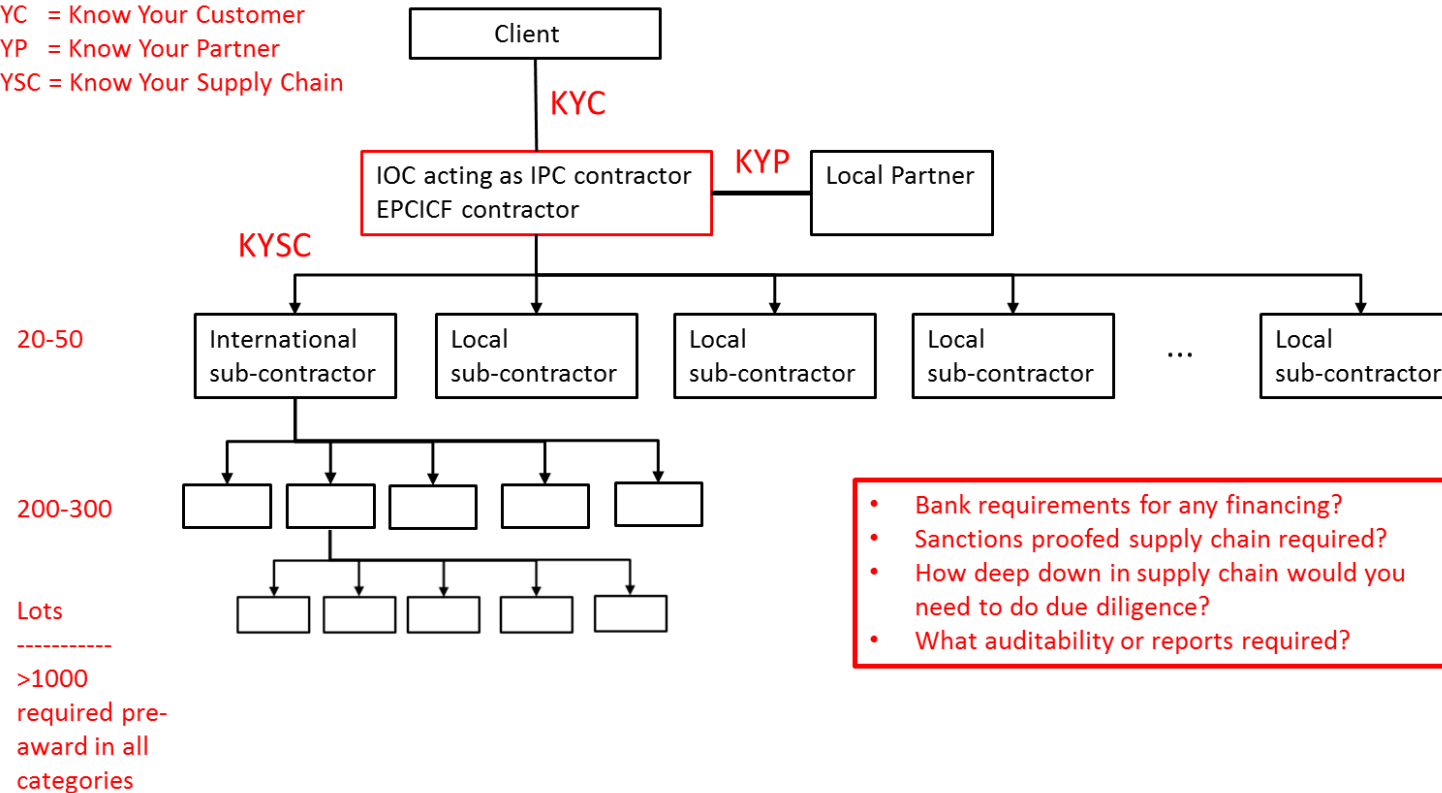 YC = Know Your Customer
YP = Know Your Partner
YSC = Know Your Supply Chain
Client
KYC
IOC acting as IPC contractor
EPCICF contractor
KYP
Local Partner
KYSC
20-50
International
sub-contractor
Local
sub-contractor
Local
sub-contractor
Local
sub-contractor
...
Local
sub-contractor
200-300
• Bank requirements for any financing?
• Sanctions proofed supply chain required?
• How deep down in supply chain would you
need to do due diligence?
• What auditability or reports required?
Lots
-----------
>1000
required pre-
award in all
categories